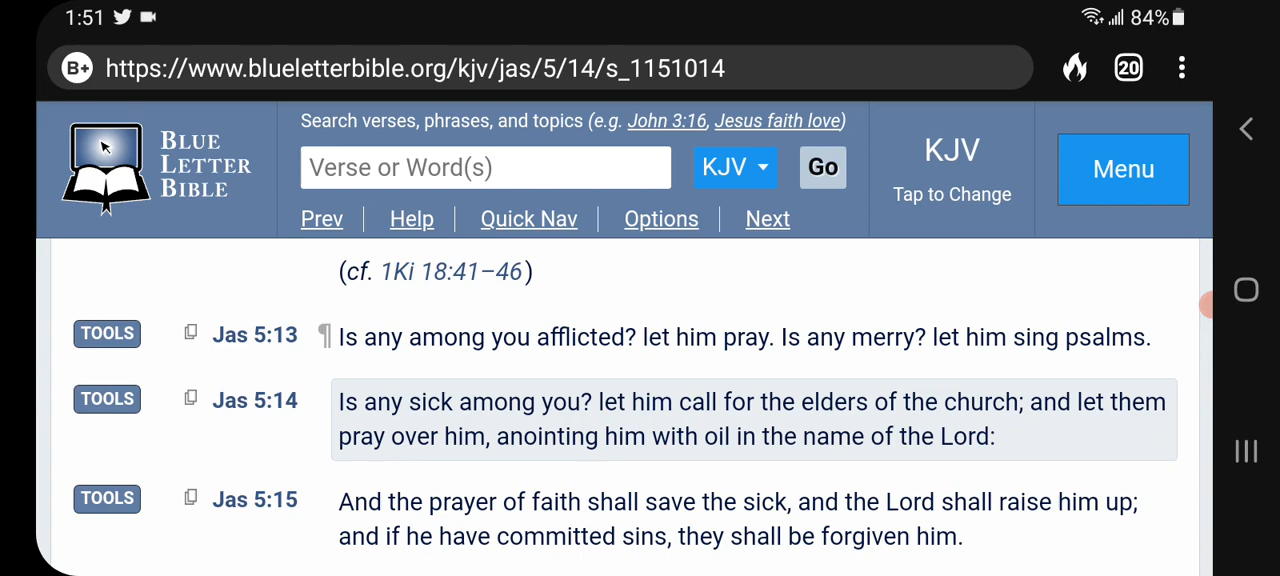 1:51 84%
B+ https://www.blueletterbible.org/kjv/jas/5/14/s_1151014 20
BLUE
LETTER
BIBLE
Search verses, phrases, and topics (e.g. John 3:16, Jesus faith love)
Verse or Word(s) KJV Go
Prev Help Quick Nav Options Next
KJV
Tap to Change
Menu
(cf. 1Ki 18:41–46)
TOOLS Jas 5:13 ¶ Is any among you afflicted? let him pray. Is any merry? let him sing psalms.
TOOLS Jas 5:14 Is any sick among you? let him call for the elders of the church; and let them
pray over him, anointing him with oil in the name of the Lord:
TOOLS Jas 5:15 And the prayer of faith shall save the sick, and the Lord shall raise him up;
and if he have committed sins, they shall be forgiven him.